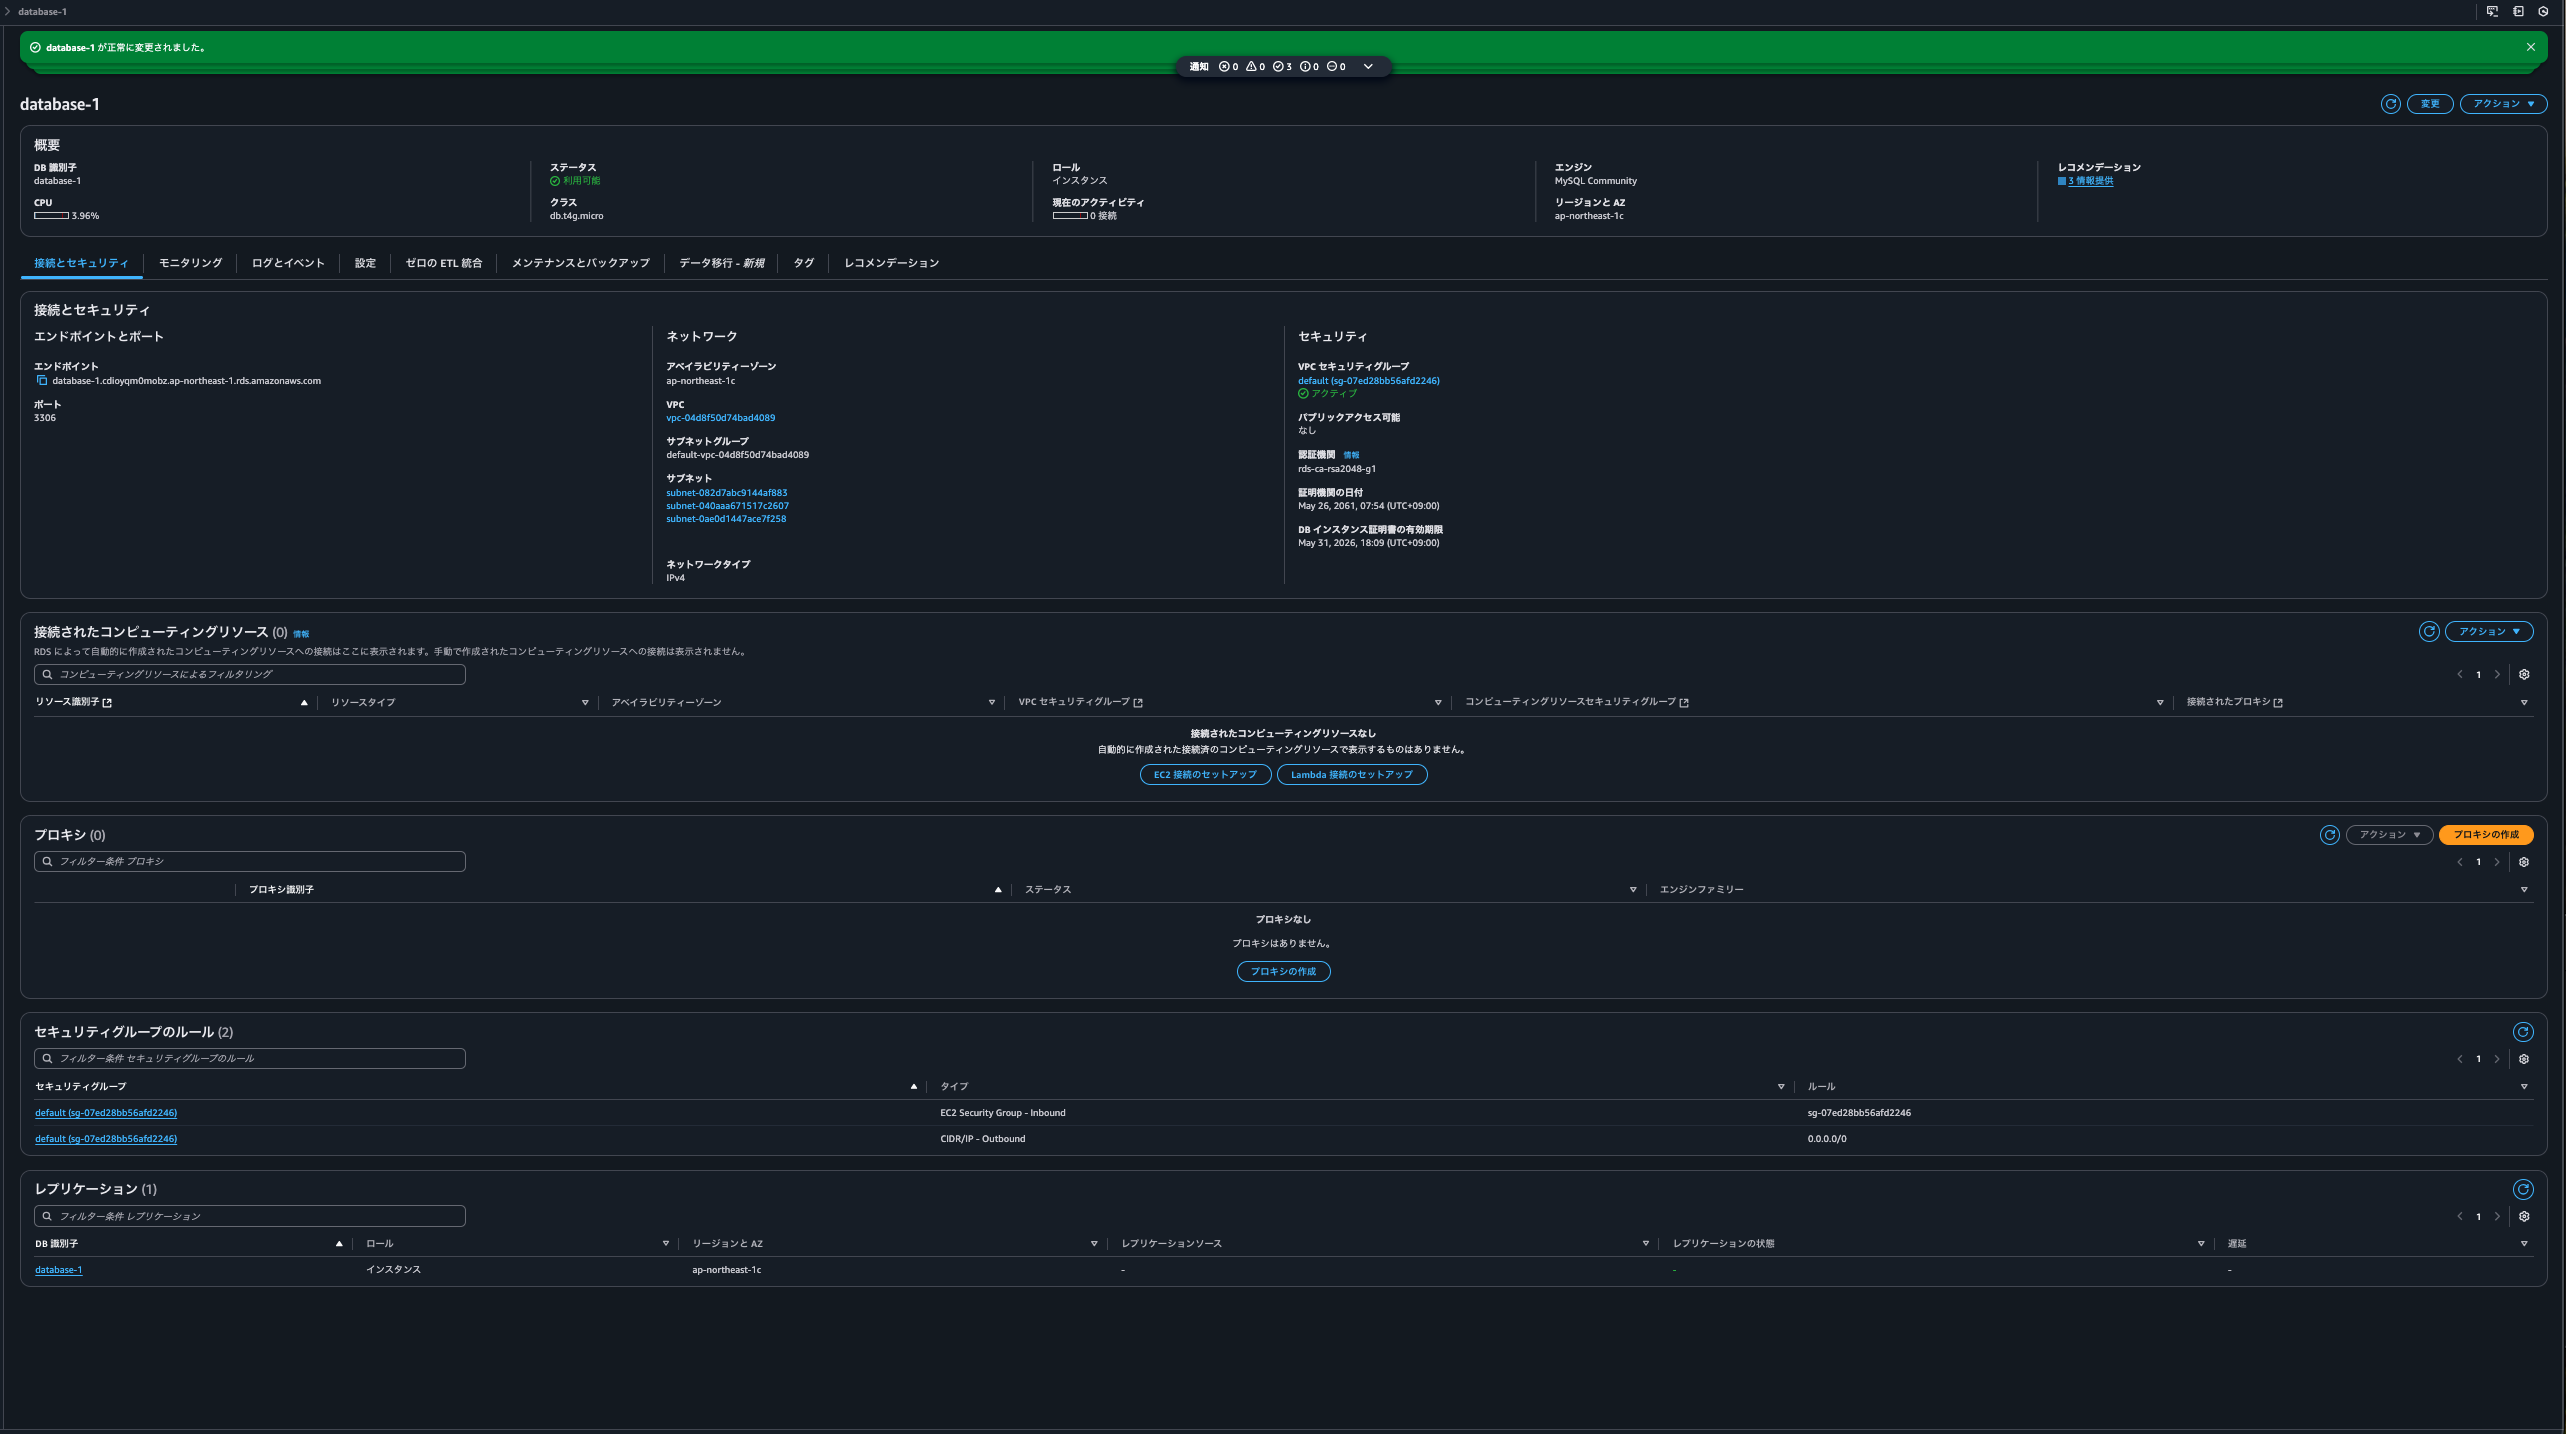 database-1
database-1 が正常に変更されました。
通知 0 0 3 0 0
database-1
変更 アクション
概要
DB 識別子
database-1
CPU
3.96%
ステータス
利用可能
クラス
db.t4g.micro
ロール
インスタンス
現在のアクティビティ
0 接続
エンジン
MySQL Community
リージョンと AZ
ap-northeast-1c
レコメンデーション
3 情報提供
接続とセキュリティ モニタリング ログとイベント 設定 ゼロの ETL 統合 メンテナンスとバックアップ データ移行 - 新規 タグ レコメンデーション
接続とセキュリティ
エンドポイントとポート
エンドポイント
database-1.cdioyqm0mobz.ap-northeast-1.rds.amazonaws.com
ポート
3306
ネットワーク
アベイラビリティーゾーン
ap-northeast-1c
VPC
vpc-04d8f50d74bad4089
サブネットグループ
default-vpc-04d8f50d74bad4089
サブネット
subnet-082d7abc9144af883
subnet-040aaa671517c2607
subnet-0ae0d1447ace7f258
ネットワークタイプ
IPv4
セキュリティ
VPC セキュリティグループ
default (sg-07ed28bb56afd2246)
アクティブ
パブリックアクセス可能
なし
認証機関 情報
rds-ca-rsa2048-g1
証明機関の日付
May 26, 2061, 07:54 (UTC+09:00)
DB インスタンス証明書の有効期限
May 31, 2026, 18:09 (UTC+09:00)
接続されたコンピューティングリソース (0) 情報
アクション
RDS によって自動的に作成されたコンピューティングリソースへの接続はここに表示されます。手動で作成されたコンピューティングリソースへの接続は表示されません。
コンピューティングリソースによるフィルタリング
1
リソース識別子 リソースタイプ アベイラビリティーゾーン VPC セキュリティグループ コンピューティングリソースセキュリティグループ 接続されたプロキシ
接続されたコンピューティングリソースなし
自動的に作成された接続済のコンピューティングリソースで表示するものはありません。
EC2 接続のセットアップ Lambda 接続のセットアップ
プロキシ (0)
アクション プロキシの作成
フィルター条件 プロキシ
1
プロキシ識別子 ステータス エンジンファミリー
プロキシなし
プロキシはありません。
プロキシの作成
セキュリティグループのルール (2)
フィルター条件 セキュリティグループのルール
1
セキュリティグループ タイプ ルール
default (sg-07ed28bb56afd2246) EC2 Security Group - Inbound sg-07ed28bb56afd2246
default (sg-07ed28bb56afd2246) CIDR/IP - Outbound 0.0.0.0/0
レプリケーション (1)
フィルター条件 レプリケーション
1
DB 識別子 ロール リージョンと AZ レプリケーションソース レプリケーションの状態 遅延
database-1 インスタンス ap-northeast-1c - - -